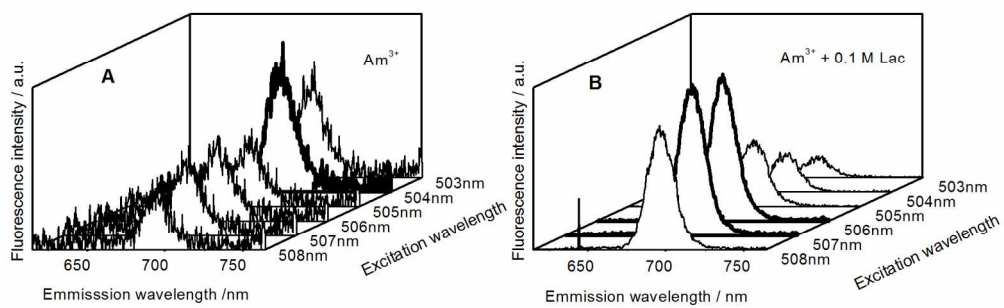 A
Am3+
Fluorescence intensity / a.u.
503nm
504nm
505nm
506nm
507nm
508nm
Excitation wavelength
650
700
750
Emmisssion wavelength /nm
B
Am3+ + 0.1 M Lac
Fluorescence intensity / a.u.
503nm
504nm
505nm
506nm
507nm
508nm
Excitation wavelength
650
700
750
Emmission wavelength / nm